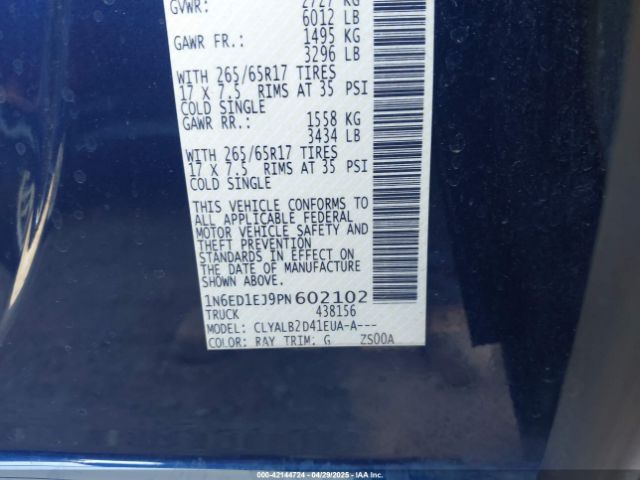 GVWR: 2727 KG
6012 LB
GAWR FR.: 1495 KG
3296 LB
WITH 265/65R17 TIRES
17 X 7.5 RIMS AT 35 PSI
COLD SINGLE
GAWR RR.: 1558 KG
3434 LB
WITH 265/65R17 TIRES
17 X 7.5 RIMS AT 35 PSI
COLD SINGLE
THIS VEHICLE CONFORMS TO
ALL APPLICABLE FEDERAL
MOTOR VEHICLE SAFETY AND
THEFT PREVENTION
STANDARDS IN EFFECT ON
THE DATE OF MANUFACTURE
SHOWN ABOVE.
1N6ED1EJ9PN602102
TRUCK 438156
MODEL: CLYALB2D41EUA-A---
COLOR: RAY TRIM: G ZS00A
000-42144724 - 04/29/2025 - IAA Inc.